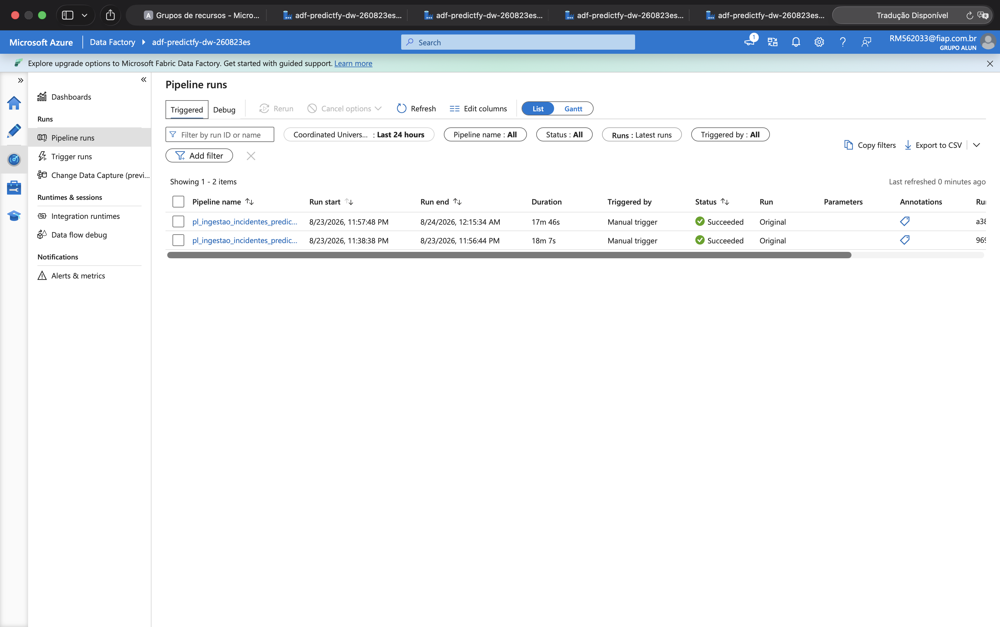 Grupos de recursos - Micro...
adf-predictfy-dw-260823es...
adf-predictfy-dw-260823es...
adf-predictfy-dw-260823es...
adf-predictfy-dw-260823es...
Tradução Disponível
Microsoft Azure
Data Factory
adf-predictfy-dw-260823es
Search
1
RM562033@fiap.com.br
GRUPO ALUN
Explore upgrade options to Microsoft Fabric Data Factory. Get started with guided support. Learn more
Dashboards
Runs
Pipeline runs
Trigger runs
Change Data Capture (previ...
Runtimes & sessions
Integration runtimes
Data flow debug
Notifications
Alerts & metrics
Pipeline runs
Triggered Debug Rerun Cancel options Refresh Edit columns List Gantt
Filter by run ID or name Coordinated Univers... : Last 24 hours Pipeline name : All Status : All Runs : Latest runs Triggered by : All
Add filter
Copy filters Export to CSV
Showing 1 - 2 items
Last refreshed 0 minutes ago
Pipeline name Run start Run end Duration Triggered by Status Run Parameters Annotations Ru
pl_ingestao_incidentes_predic... 8/23/2026, 11:57:48 PM 8/24/2026, 12:15:34 AM 17m 46s Manual trigger Succeeded Original a38
pl_ingestao_incidentes_predic... 8/23/2026, 11:38:38 PM 8/23/2026, 11:56:44 PM 18m 7s Manual trigger Succeeded Original 969